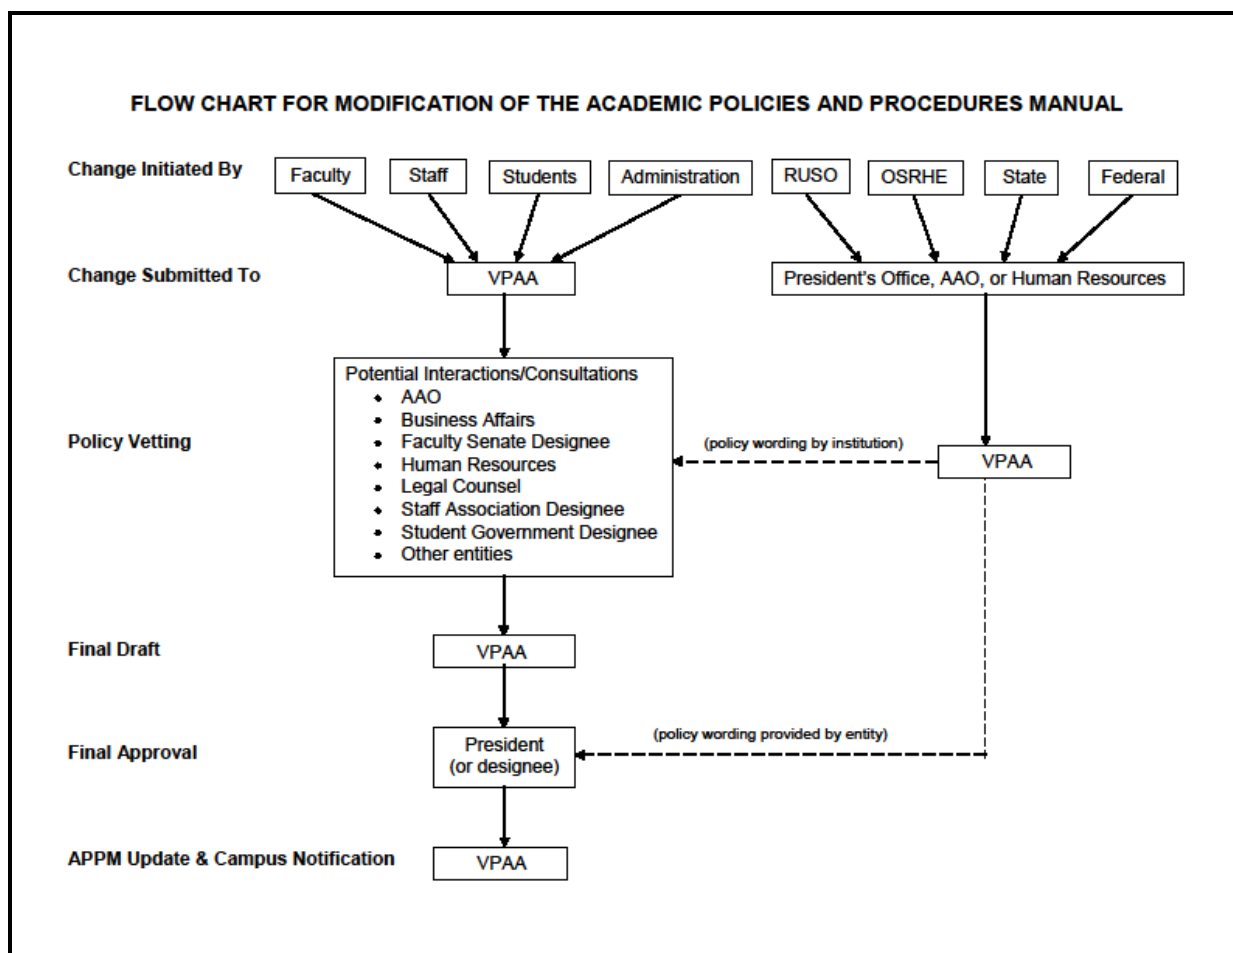 FLOW CHART FOR MODIFICATION OF THE ACADEMIC POLICIES AND PROCEDURES MANUAL
Change Initiated By
Faculty
Staff
Students
Administration
RUSO
OSRHE
State
Federal
Change Submitted To
VPAA
President's Office, AAO, or Human Resources
Potential Interactions/Consultations
• AAO
• Business Affairs
• Faculty Senate Designee
• Human Resources
• Legal Counsel
• Staff Association Designee
• Student Government Designee
• Other entities
Policy Vetting
(policy wording by institution)
VPAA
Final Draft
VPAA
Final Approval
President
(or designee)
(policy wording provided by entity)
APPM Update & Campus Notification
VPAA